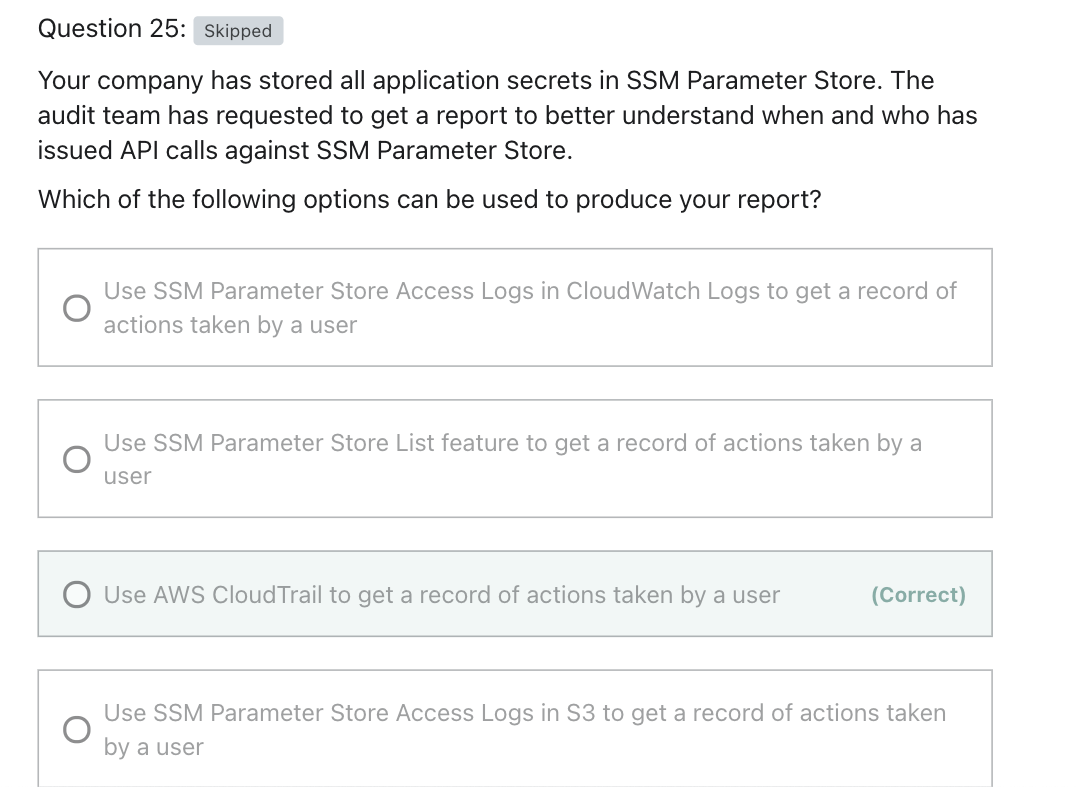 Question 25: Skipped
Your company has stored all application secrets in SSM Parameter Store. The
audit team has requested to get a report to better understand when and who has
issued API calls against SSM Parameter Store.
Which of the following options can be used to produce your report?
Use SSM Parameter Store Access Logs in CloudWatch Logs to get a record of
actions taken by a user
Use SSM Parameter Store List feature to get a record of actions taken by a
user
Use AWS CloudTrail to get a record of actions taken by a user (Correct)
Use SSM Parameter Store Access Logs in S3 to get a record of actions taken
by a user